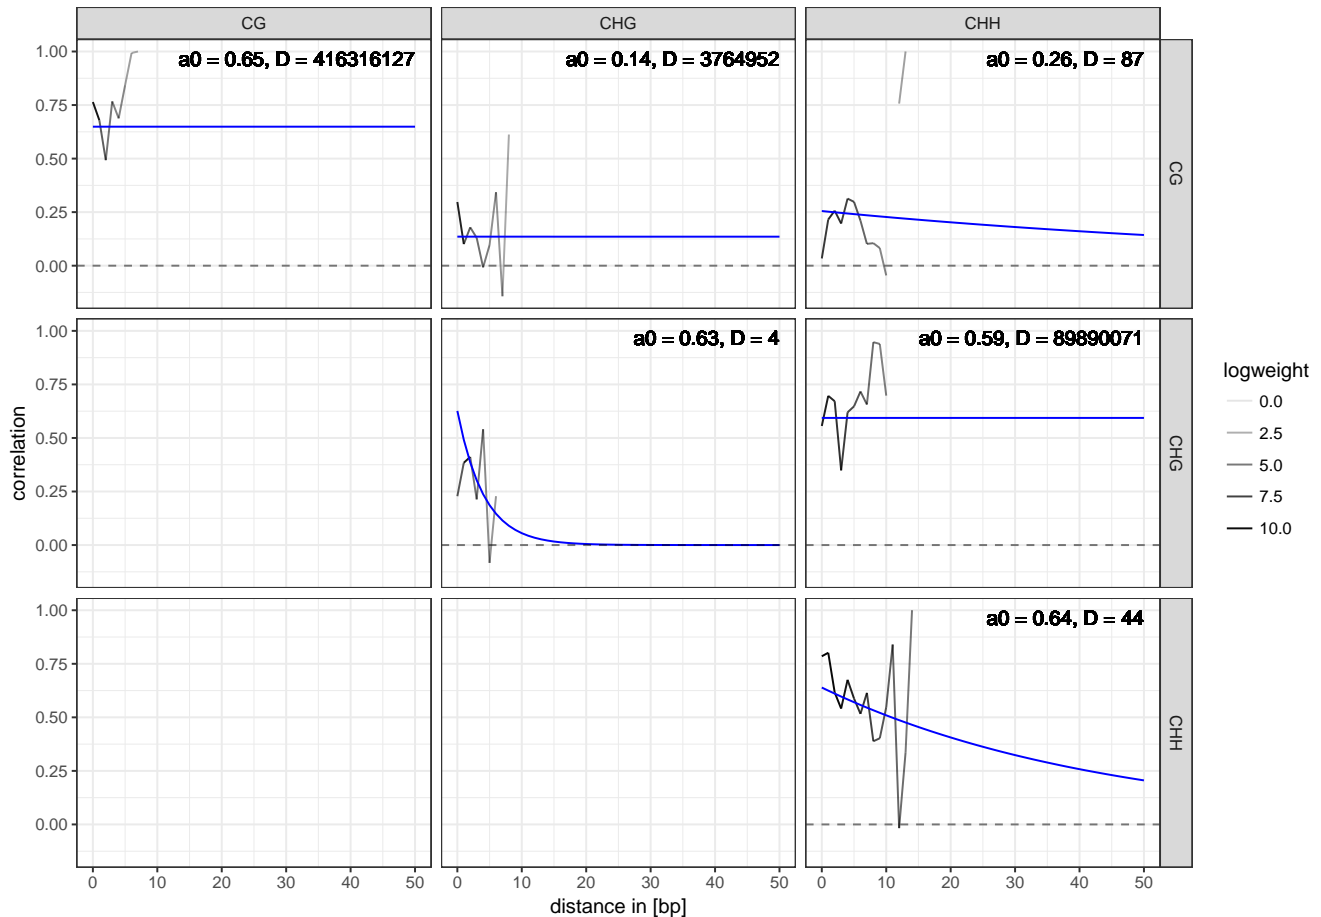 CG CHG CHH
1.00 a0 = 0.65, D = 416316127 a0 = 0.14, D = 3764952 a0 = 0.26, D = 87
0.75
0.50
0.25
0.00
CG
1.00 a0 = 0.63, D = 4 a0 = 0.59, D = 89890071
0.75
0.50
0.25
0.00
CHG
1.00 a0 = 0.64, D = 44
0.75
0.50
0.25
0.00
CHH
0 10 20 30 40 50 0 10 20 30 40 50 0 10 20 30 40 50
distance in [bp]
correlation
logweight
0.0
2.5
5.0
7.5
10.0